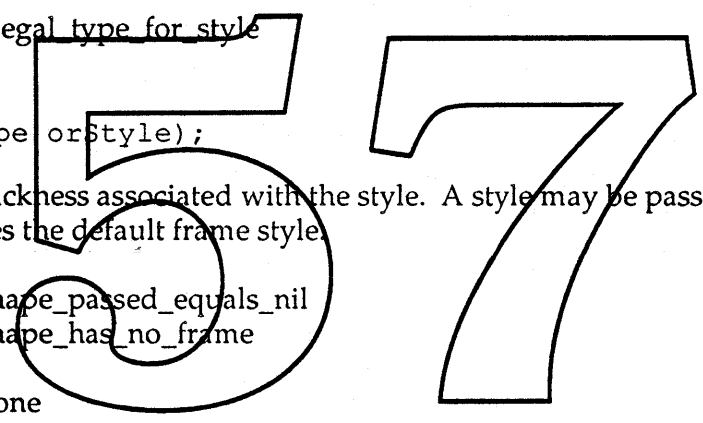 egal_type_for_style
pe orStyle);
ckness associated with the style. A style may be pass
es the default frame style.
hape_passed_equals_nil
hape_has_no_frame
one
57